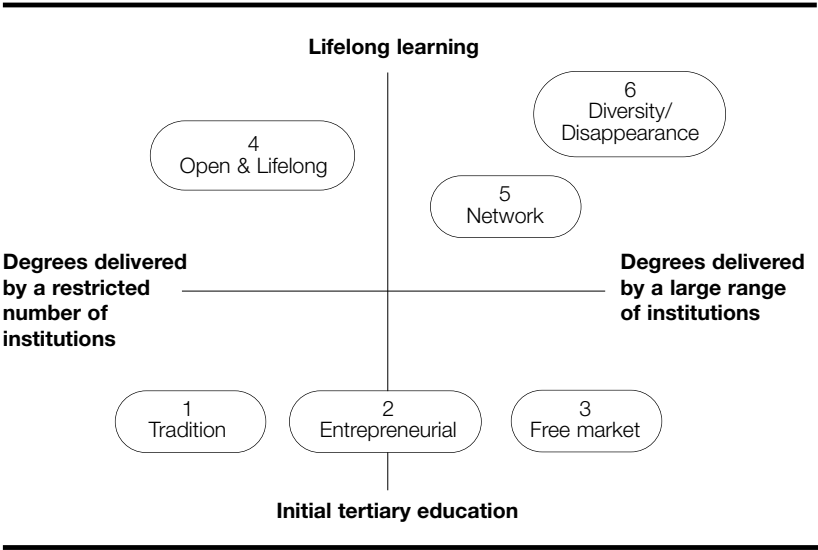 Lifelong learning
6
Diversity/
Disappearance
4
Open & Lifelong
5
Network
Degrees delivered
by a restricted
number of
institutions
Degrees delivered
by a large range
of institutions
1
Tradition
2
Entrepreneurial
3
Free market
Initial tertiary education